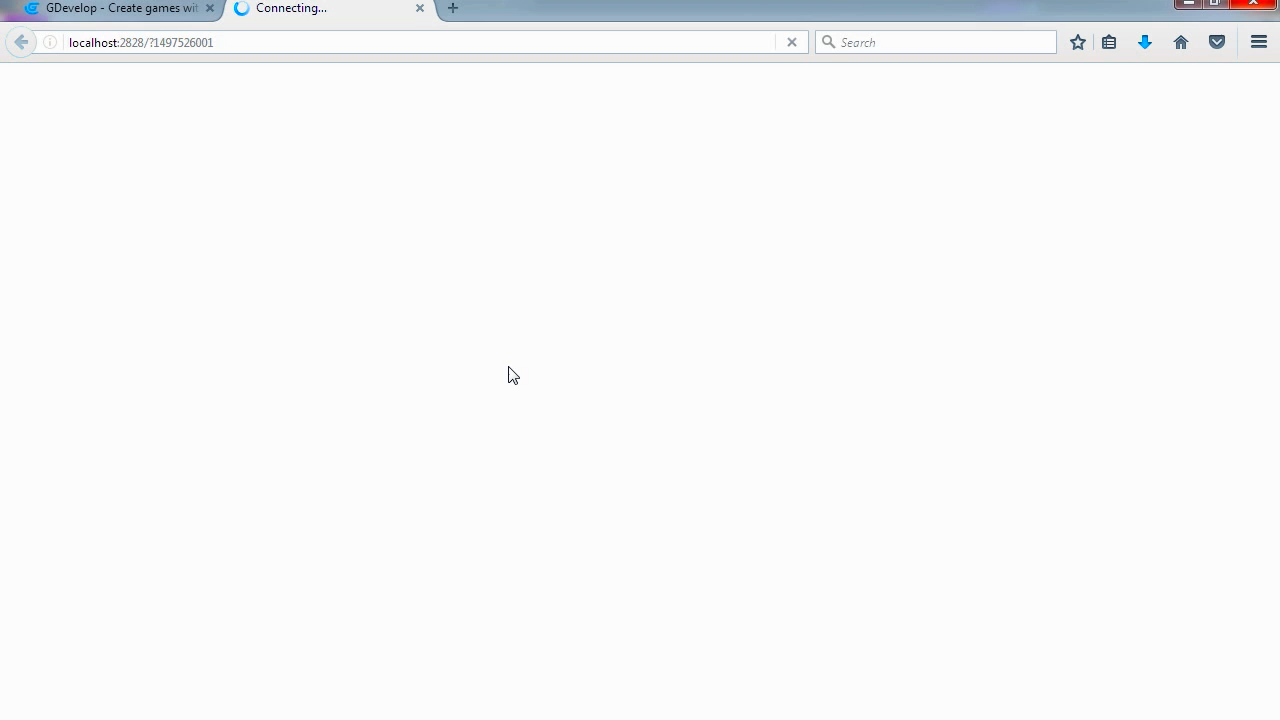 GDevelop - Create games wit
Connecting...
localhost:2828/?1497526001
Search